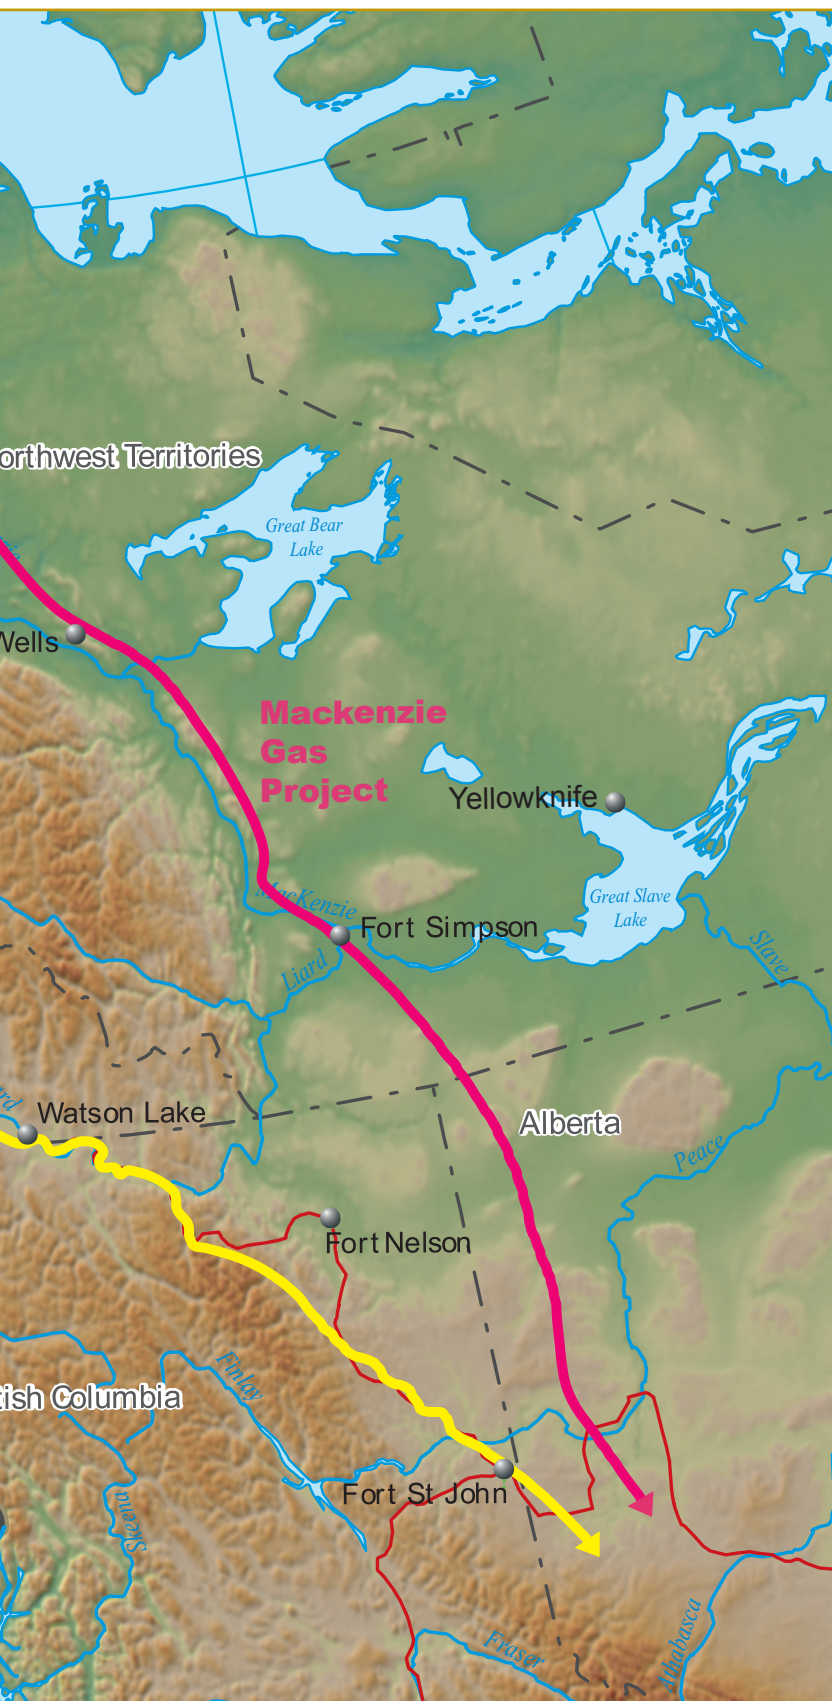 orthwest Territories
Great Bear
Lake
Wells
Mackenzie
Gas
Project
Yellowknife
Great Slave
Lake
MacKenzie
Fort Simpson
Slave
Liard
Watson Lake
Alberta
Peace
Fort Nelson
Finlay
tish Columbia
Fort St John
Skeena
Athabasca
Fraser